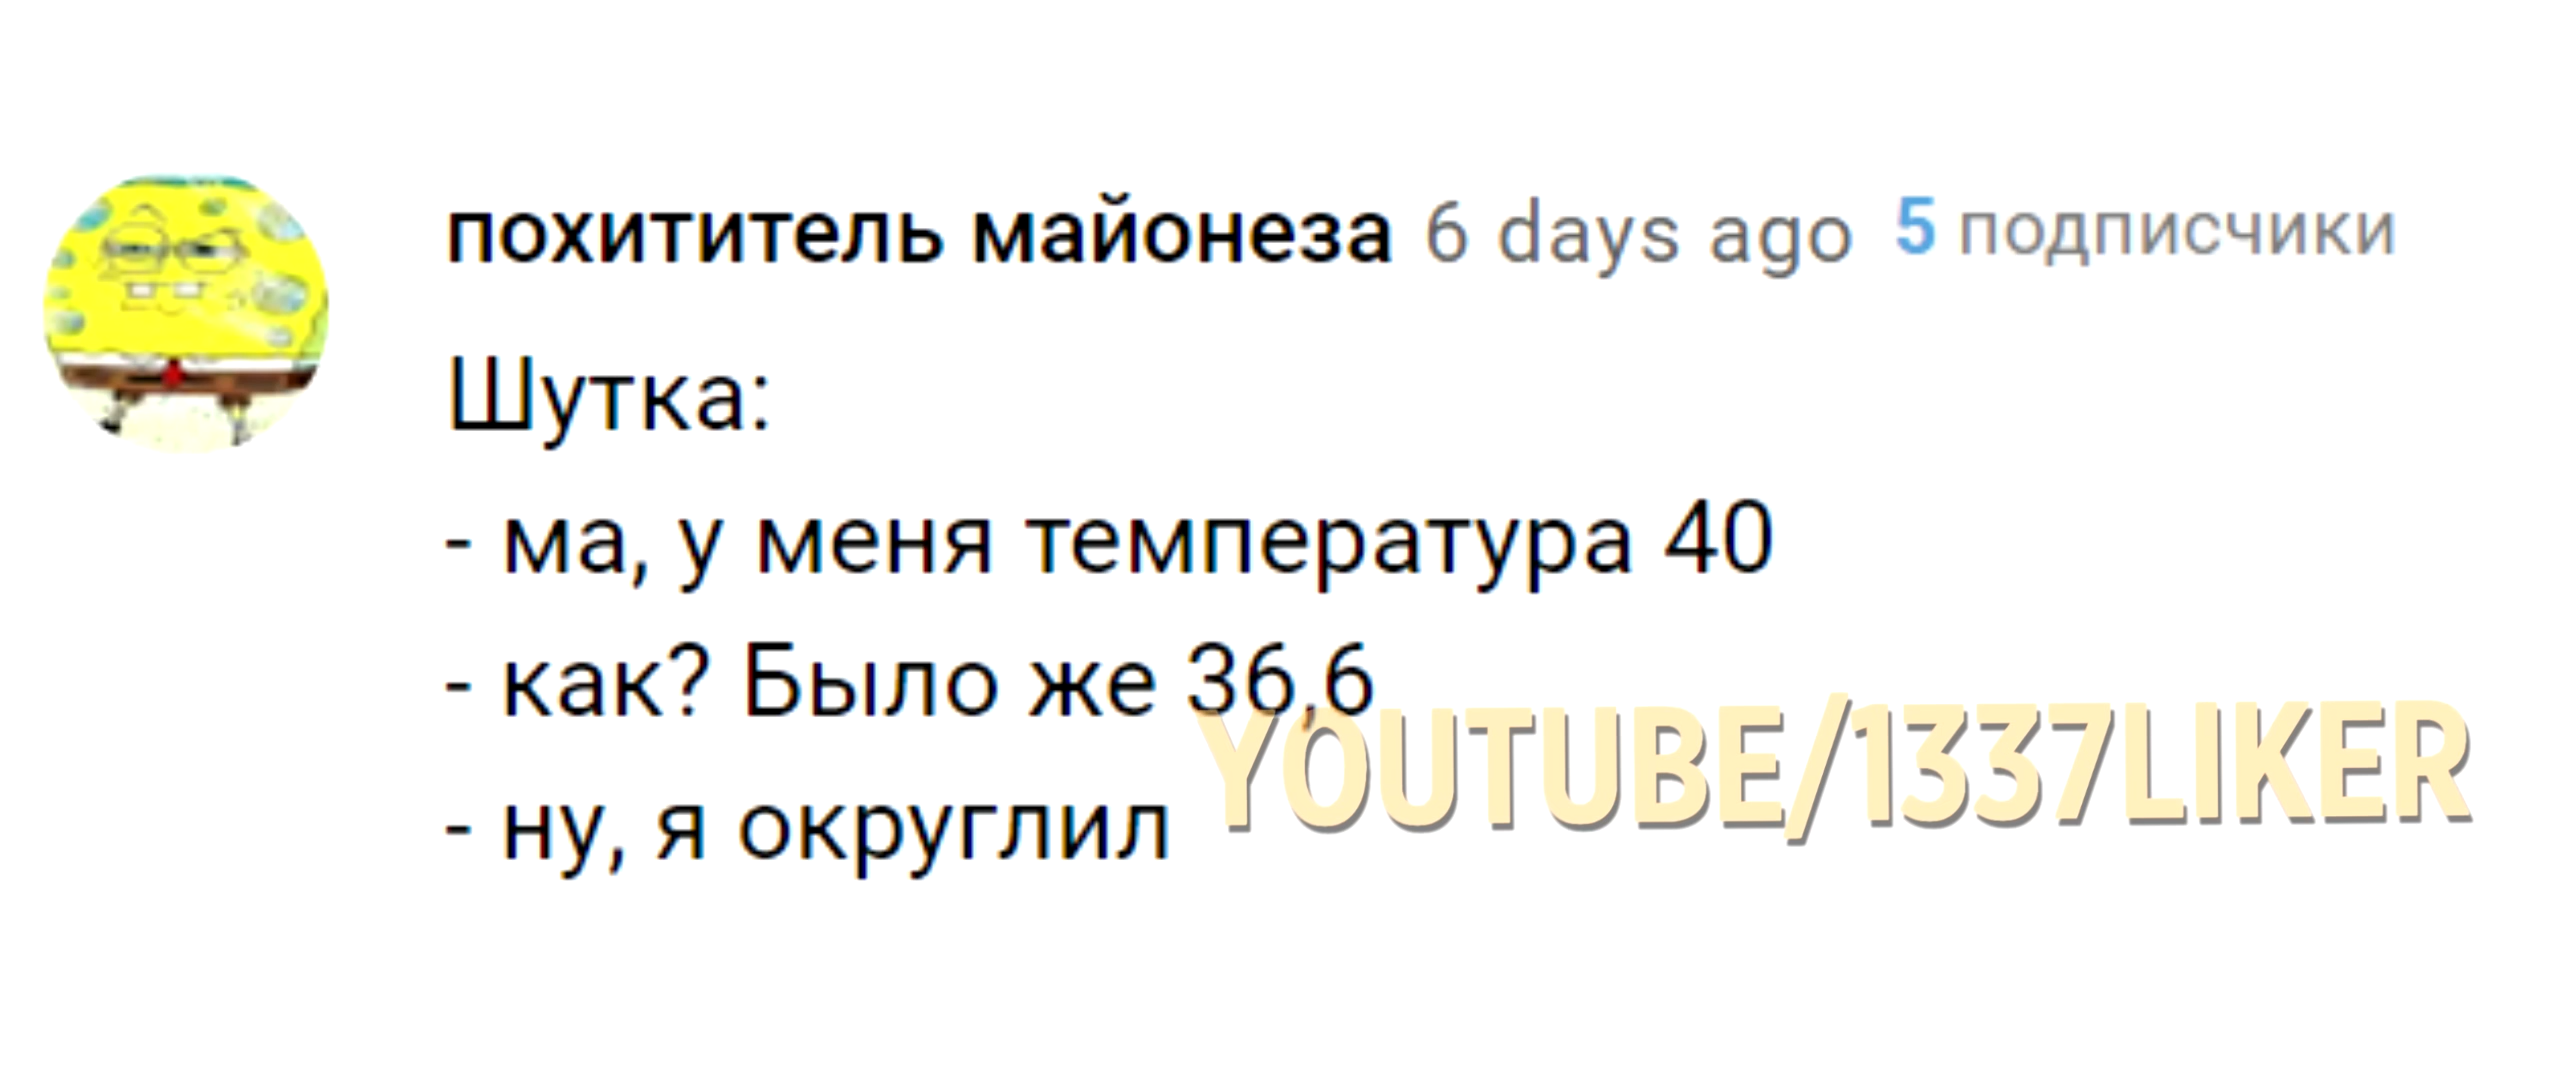 похититель майонеза 6 days ago 5 подписчики
Шутка:
- ма, у меня температура 40
- как? Было же 36,6
YOUTUBE/1337LIKER
- ну, я округлил